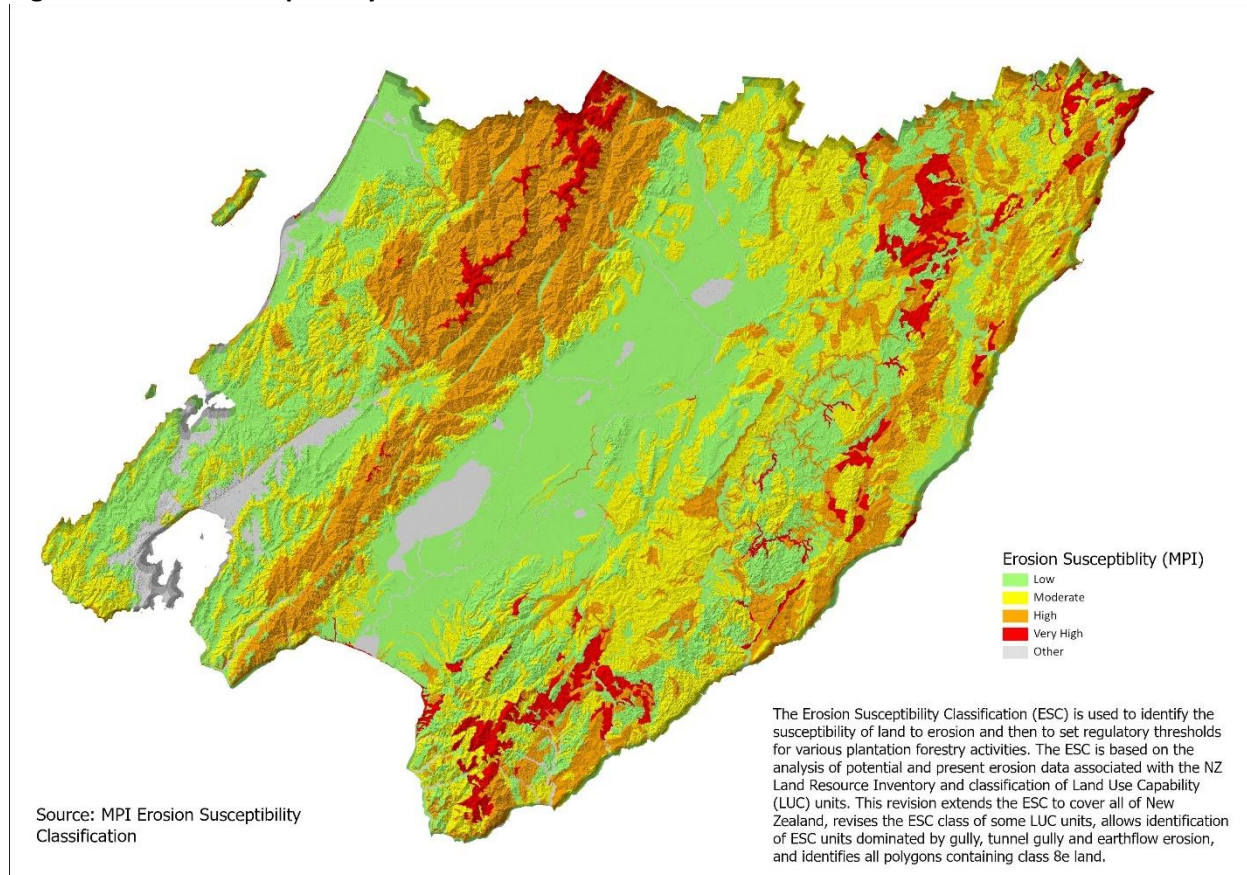 Erosion Susceptiblity (MPI)
Low
Moderate
High
Very High
Other
The Erosion Susceptibility Classification (ESC) is used to identify the
susceptibility of land to erosion and then to set regulatory thresholds
for various plantation forestry activities. The ESC is based on the
analysis of potential and present erosion data associated with the NZ
Land Resource Inventory and classification of Land Use Capability
(LUC) units. This revision extends the ESC to cover all of New
Zealand, revises the ESC class of some LUC units, allows identification
of ESC units dominated by gully, tunnel gully and earthflow erosion,
and identifies all polygons containing class 8e land.
Source: MPI Erosion Susceptibility
Classification